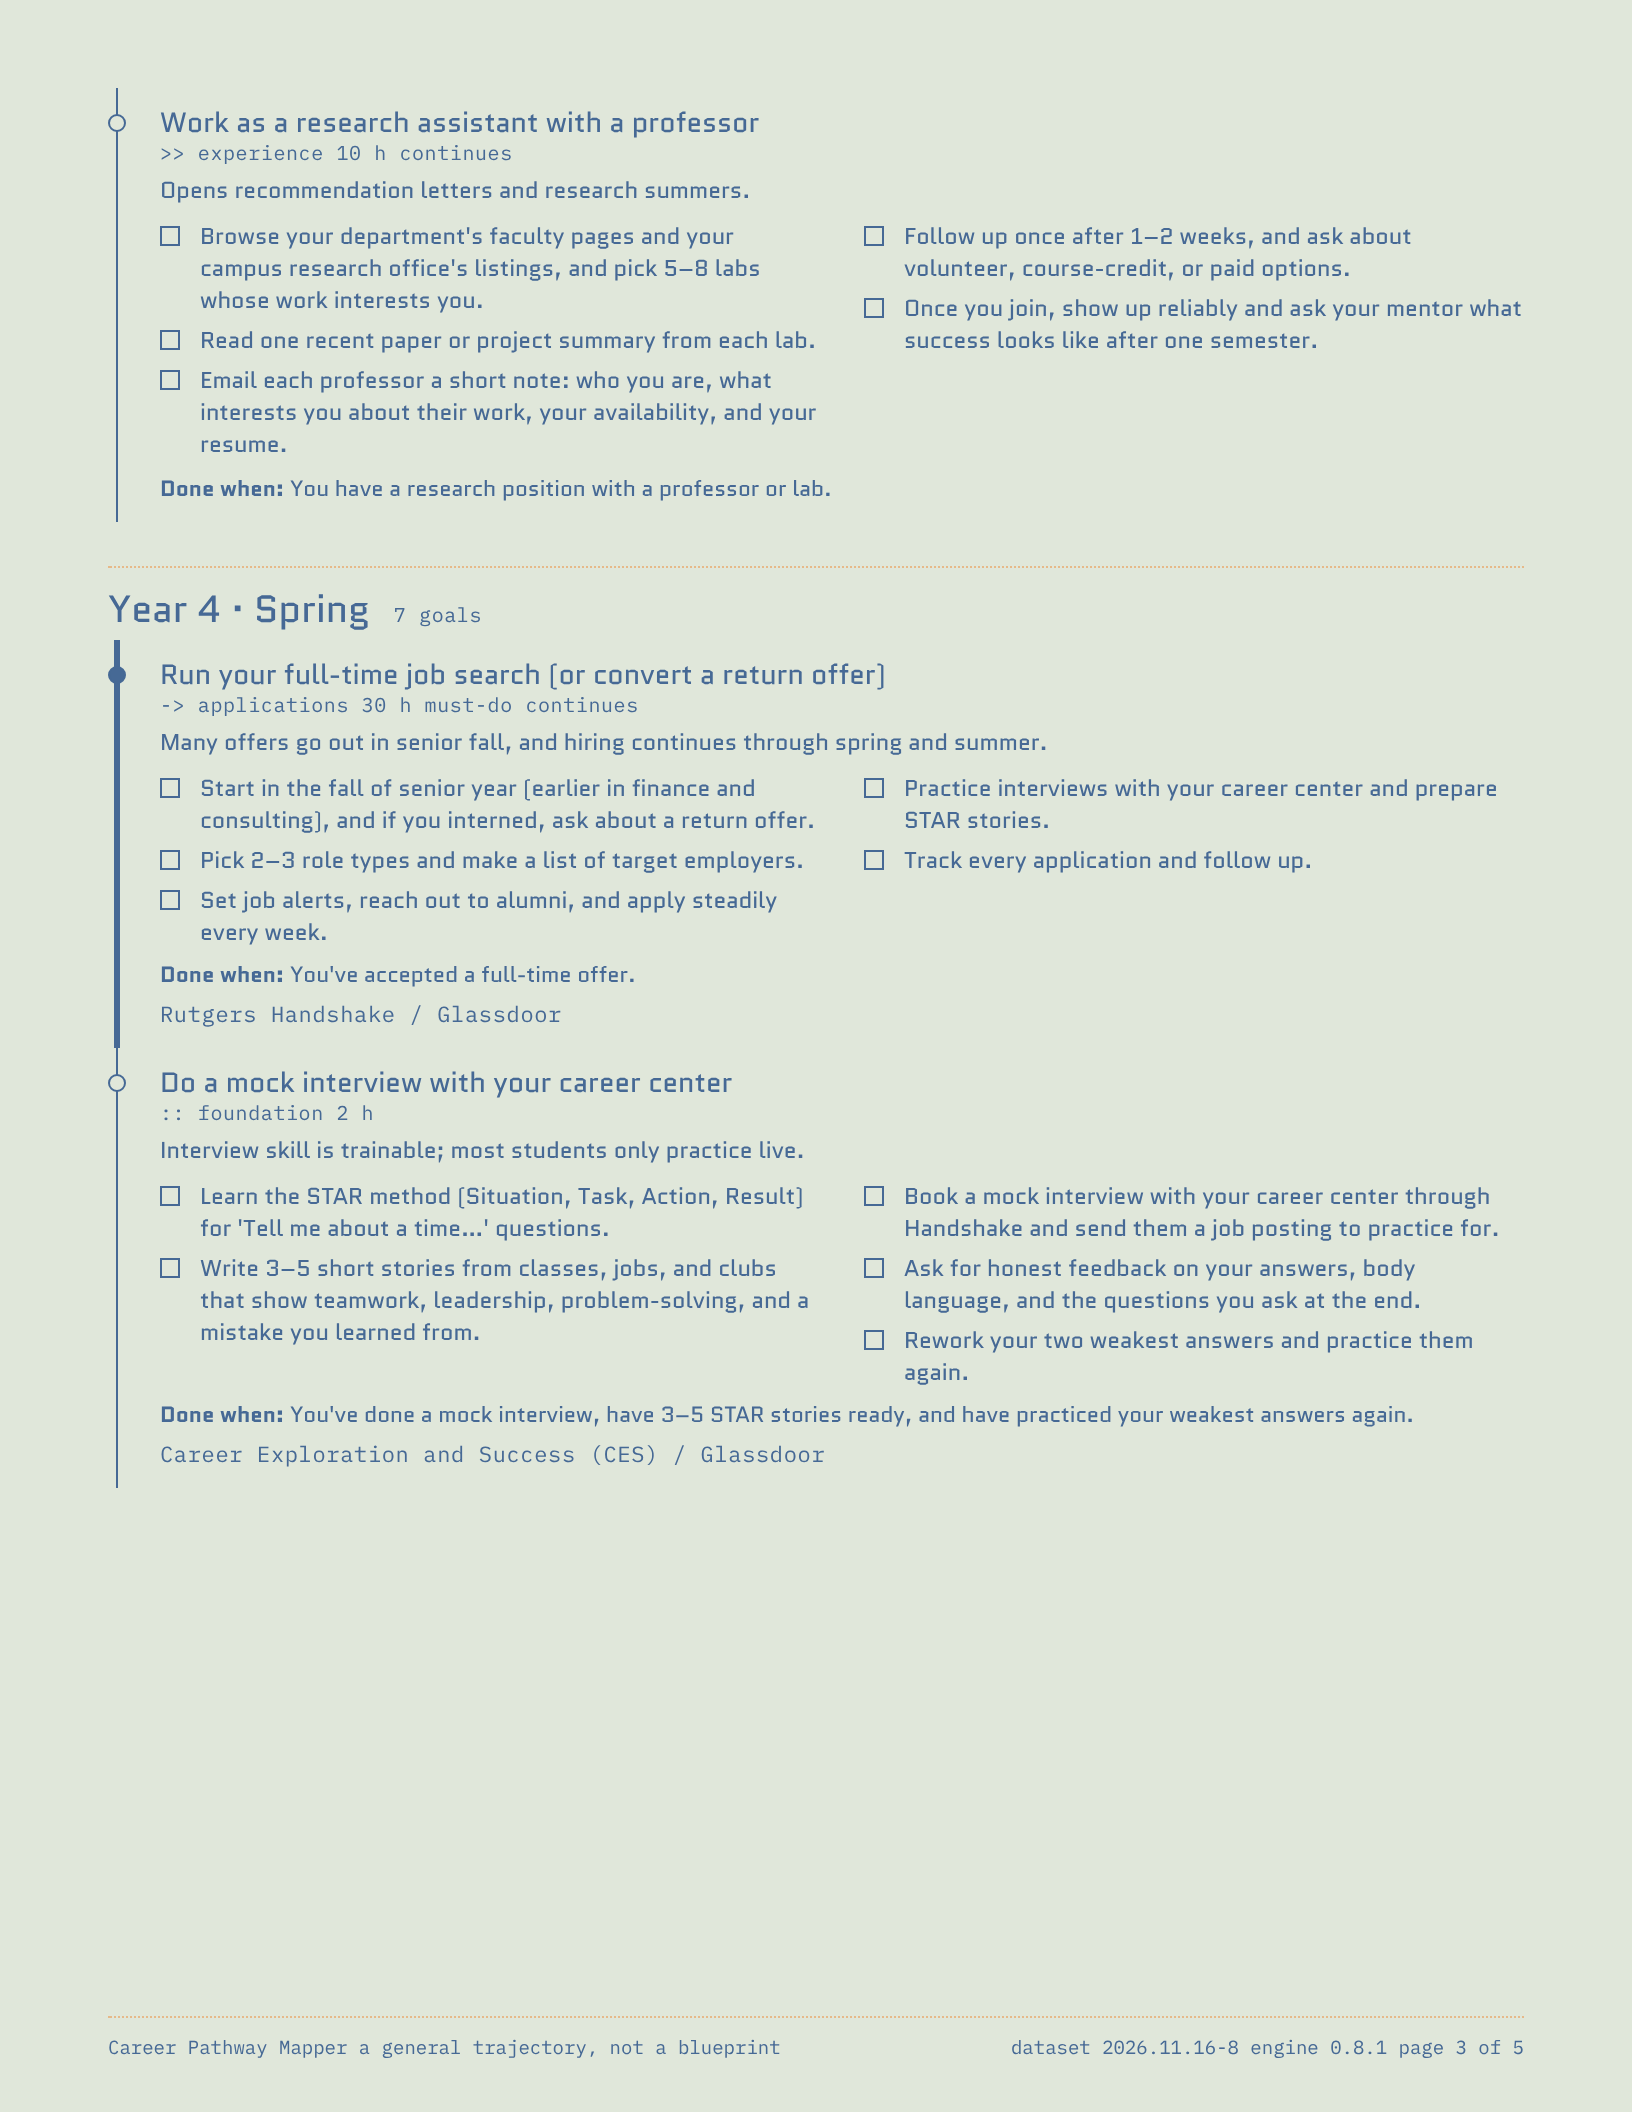 Work as a research assistant with a professor
>> experience 10 h continues
Opens recommendation letters and research summers.
Browse your department's faculty pages and your
campus research office's listings, and pick 5–8 labs
whose work interests you.
Read one recent paper or project summary from each lab.
Email each professor a short note: who you are, what
interests you about their work, your availability, and your
resume.
Follow up once after 1–2 weeks, and ask about
volunteer, course-credit, or paid options.
Once you join, show up reliably and ask your mentor what
success looks like after one semester.
Done when: You have a research position with a professor or lab.
Year 4 · Spring 7 goals
Run your full-time job search (or convert a return offer)
-> applications 30 h must-do continues
Many offers go out in senior fall, and hiring continues through spring and summer.
Start in the fall of senior year (earlier in finance and
consulting), and if you interned, ask about a return offer.
Pick 2–3 role types and make a list of target employers.
Set job alerts, reach out to alumni, and apply steadily
every week.
Practice interviews with your career center and prepare
STAR stories.
Track every application and follow up.
Done when: You've accepted a full-time offer.
Rutgers Handshake / Glassdoor
Do a mock interview with your career center
:: foundation 2 h
Interview skill is trainable; most students only practice live.
Learn the STAR method (Situation, Task, Action, Result)
for 'Tell me about a time...' questions.
Write 3–5 short stories from classes, jobs, and clubs
that show teamwork, leadership, problem-solving, and a
mistake you learned from.
Book a mock interview with your career center through
Handshake and send them a job posting to practice for.
Ask for honest feedback on your answers, body
language, and the questions you ask at the end.
Rework your two weakest answers and practice them
again.
Done when: You've done a mock interview, have 3–5 STAR stories ready, and have practiced your weakest answers again.
Career Exploration and Success (CES) / Glassdoor
Career Pathway Mapper a general trajectory, not a blueprint
dataset 2026.11.16-8 engine 0.8.1 page 3 of 5